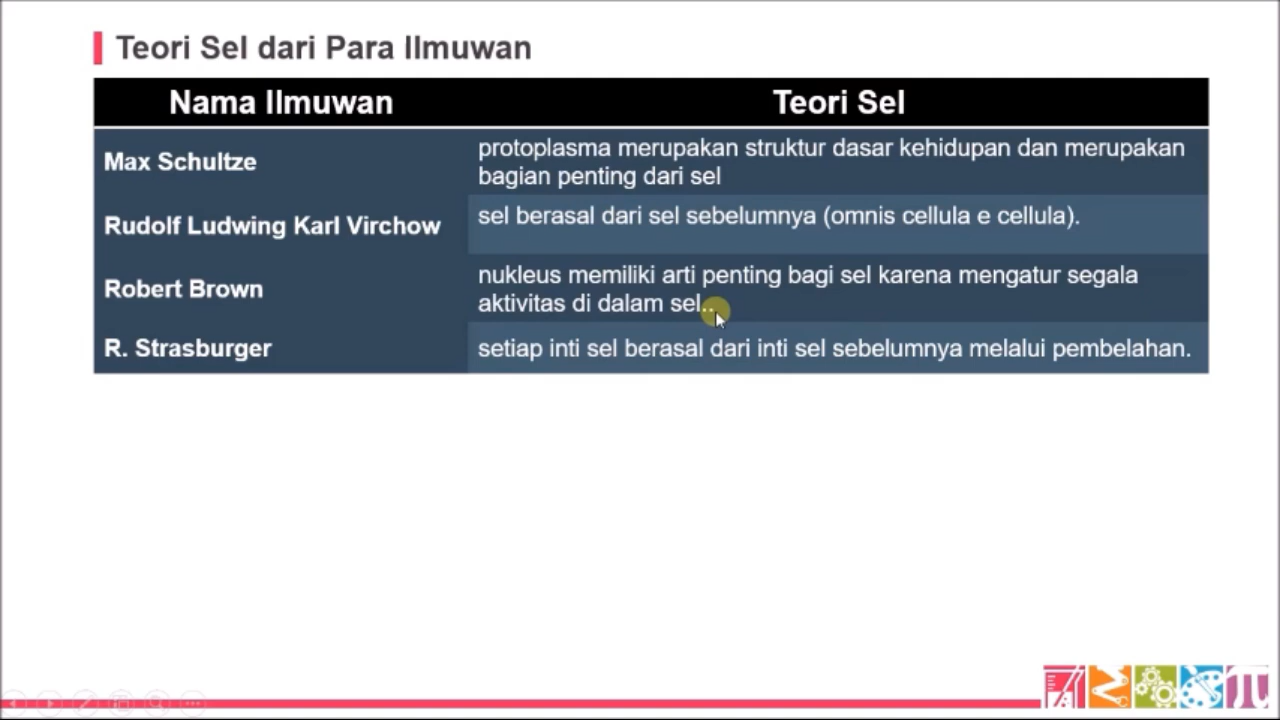 Teori Sel dari Para Ilmuwan
Nama Ilmuwan
Teori Sel
Max Schultze
protoplasma merupakan struktur dasar kehidupan dan merupakan
bagian penting dari sel
Rudolf Ludwing Karl Virchow
sel berasal dari sel sebelumnya (omnis cellula e cellula).
Robert Brown
nukleus memiliki arti penting bagi sel karena mengatur segala
aktivitas di dalam sel..
R. Strasburger
setiap inti sel berasal dari inti sel sebelumnya melalui pembelahan.